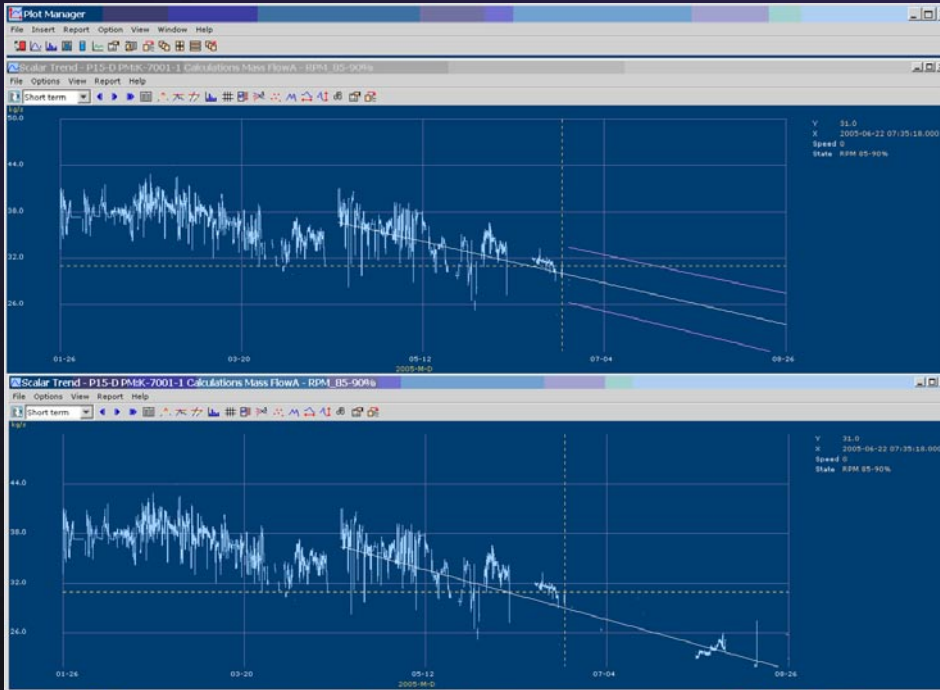 Plot Manager
File Insert Report Option View Window Help
Scalar Trend - P15-D PM:K-7001-1 Calculations Mass FlowA - RPM_85-90%
File Options View Report Help
Short term
kg/s
50.0
44.0
38.0
32.0
26.0
01-26 03-20 05-12 07-04 08-26
2005-M-D
Y 31.0
X 2005-06-22 07:35:18.000
Speed 0
State RPM 85-90%
Scalar Trend - P15-D PM:K-7001-1 Calculations Mass FlowA - RPM_85-90%
File Options View Report Help
Short term
kg/s
44.0
38.0
32.0
26.0
01-26 03-20 05-12 07-04 08-26
2005-M-D
Y 31.0
X 2005-06-22 07:35:18.000
Speed 0
State RPM 85-90%